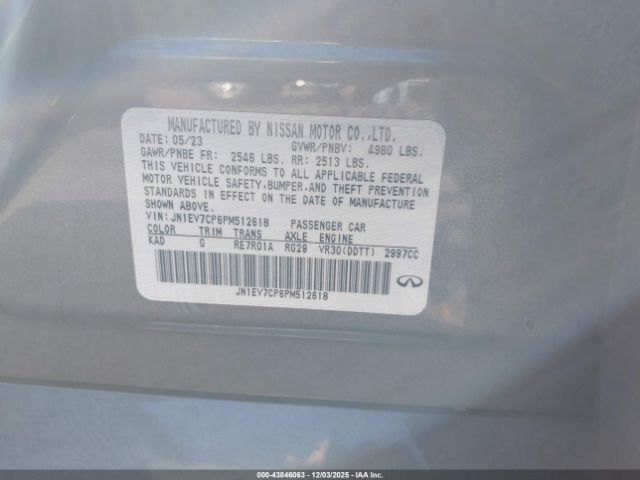 MANUFACTURED BY NISSAN MOTOR CO.,LTD.
DATE: 05/23 GVWR/PNBV: 4980 LBS.
GAWR/PNBE FR: 2546 LBS. RR: 2513 LBS.
THIS VEHICLE CONFORMS TO ALL APPLICABLE FEDERAL
MOTOR VEHICLE SAFETY,BUMPER,AND THEFT PREVENTION
STANDARDS IN EFFECT ON THE DATE OF MANUFACTURE
SHOWN ABOVE.
VIN: JN1EV7CP6PM512618 PASSENGER CAR
COLOR TRIM TRANS AXLE ENGINE
KAD G RE7R01A RG29 VR30(DDTT) 2997CC
JN1EV7CP6PM512618
000-43846063 - 12/03/2025 - IAAI.com